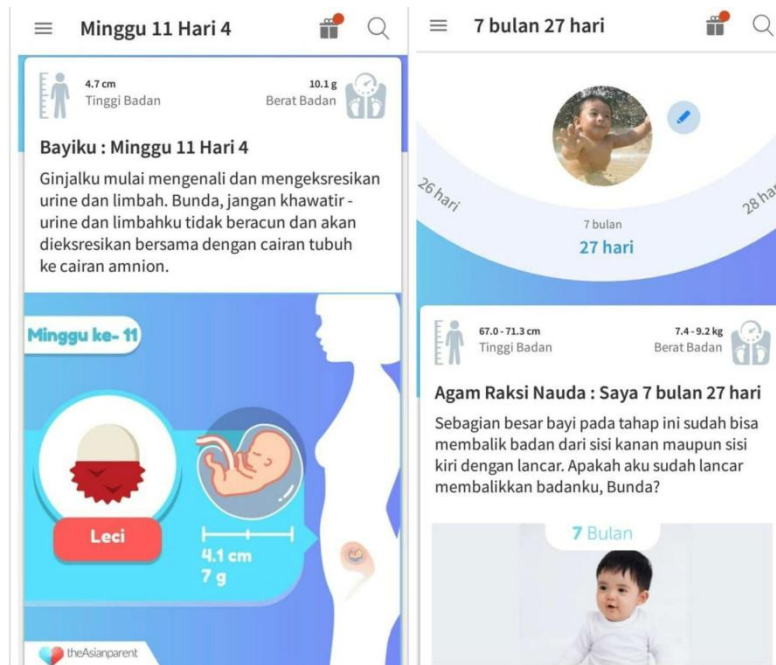 Minggu 11 Hari 4
4.7 cm
Tinggi Badan
10.1 g
Berat Badan
Bayiku : Minggu 11 Hari 4
Ginjalku mulai mengenali dan mengeksresikan
urine dan limbah. Bunda, jangan khawatir -
urine dan limbahku tidak beracun dan akan
dieksresikan bersama dengan cairan tubuh
ke cairan amnion.
Minggu ke- 11
Leci
4.1 cm
7 g
theAsianparent
7 bulan 27 hari
26 hari
7 bulan
27 hari
28 har
67.0 - 71.3 cm
Tinggi Badan
7.4 - 9.2 kg
Berat Badan
Agam Raksi Nauda : Saya 7 bulan 27 hari
Sebagian besar bayi pada tahap ini sudah bisa
membalik badan dari sisi kanan maupun sisi
kiri dengan lancar. Apakah aku sudah lancar
membalikkan badanku, Bunda?
7 Bulan